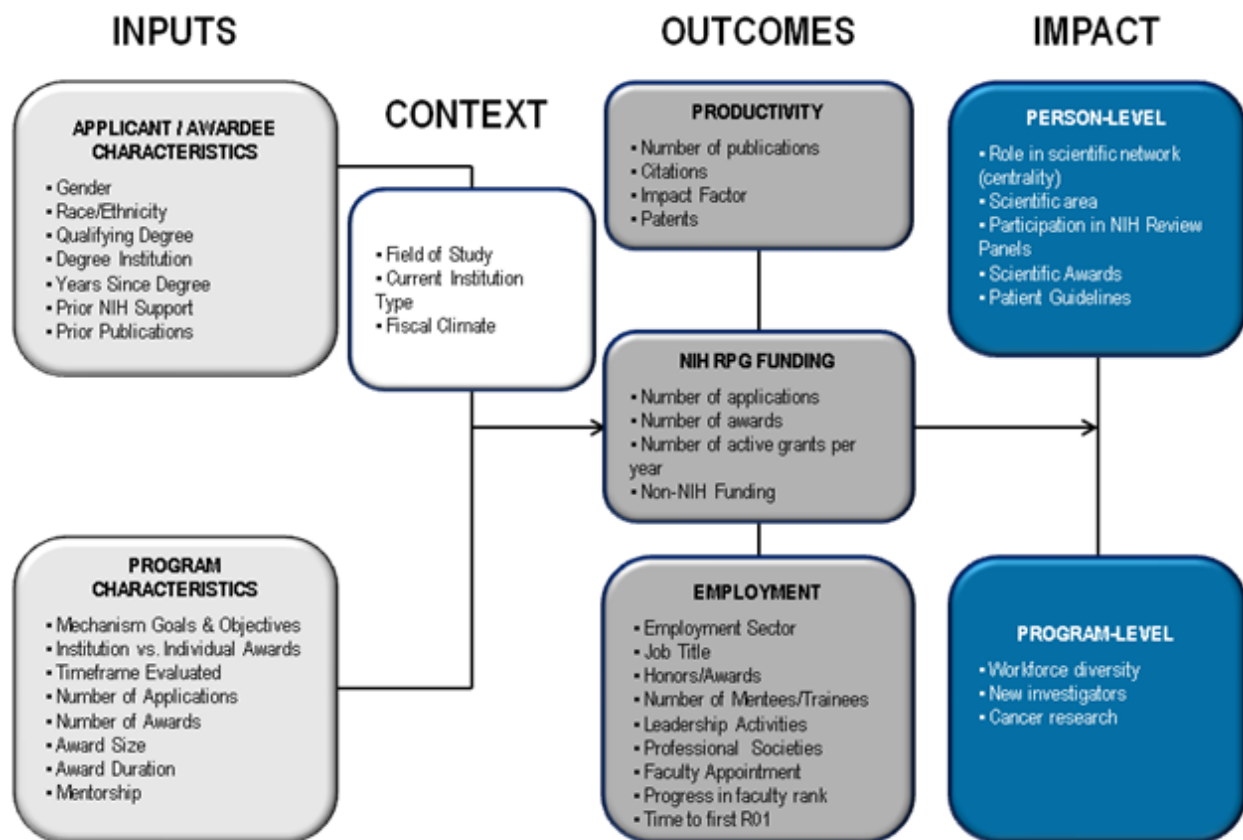 INPUTS
OUTCOMES
IMPACT
CONTEXT
APPLICANT / AWARDEE
CHARACTERISTICS
▪ Gender
▪ Race/Ethnicity
▪ Qualifying Degree
▪ Degree Institution
▪ Years Since Degree
▪ Prior NIH Support
▪ Prior Publications
▪ Field of Study
▪ Current Institution
Type
▪ Fiscal Climate
PROGRAM
CHARACTERISTICS
▪ Mechanism Goals & Objectives
▪ Institution vs. Individual Awards
▪ Timeframe Evaluated
▪ Number of Applications
▪ Number of Awards
▪ Award Size
▪ Award Duration
▪ Mentorship
PRODUCTIVITY
▪ Number of publications
▪ Citations
▪ Impact Factor
▪ Patents
NIH RPG FUNDING
▪ Number of applications
▪ Number of awards
▪ Number of active grants per
year
▪ Non-NIH Funding
EMPLOYMENT
▪ Employment Sector
▪ Job Title
▪ Honors/Awards
▪ Number of Mentees/Trainees
▪ Leadership Activities
▪ Professional Societies
▪ Faculty Appointment
▪ Progress in faculty rank
▪ Time to first R01
PERSON-LEVEL
▪ Role in scientific network
(centrality)
▪ Scientific area
▪ Participation in NIH Review
Panels
▪ Scientific Awards
▪ Patient Guidelines
PROGRAM-LEVEL
▪ Workforce diversity
▪ New investigators
▪ Cancer research